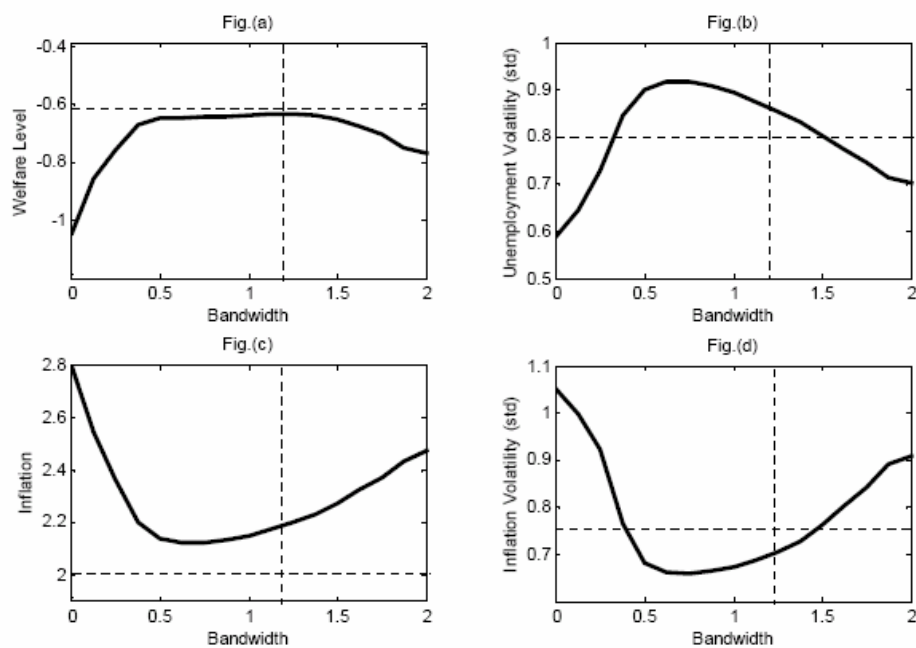 Fig.(a)
Welfare Level
-0.4
-0.6
-0.8
-1
0 0.5 1 1.5 2
Bandwidth
Fig.(b)
Unemployment Volatility (std)
1
0.9
0.8
0.7
0.6
0.5
0 0.5 1 1.5 2
Bandwidth
Fig.(c)
Inflation
2.8
2.6
2.4
2.2
2
0 0.5 1 1.5 2
Bandwidth
Fig.(d)
Inflation Volatility (std)
1.1
1
0.9
0.8
0.7
0 0.5 1 1.5 2
Bandwidth